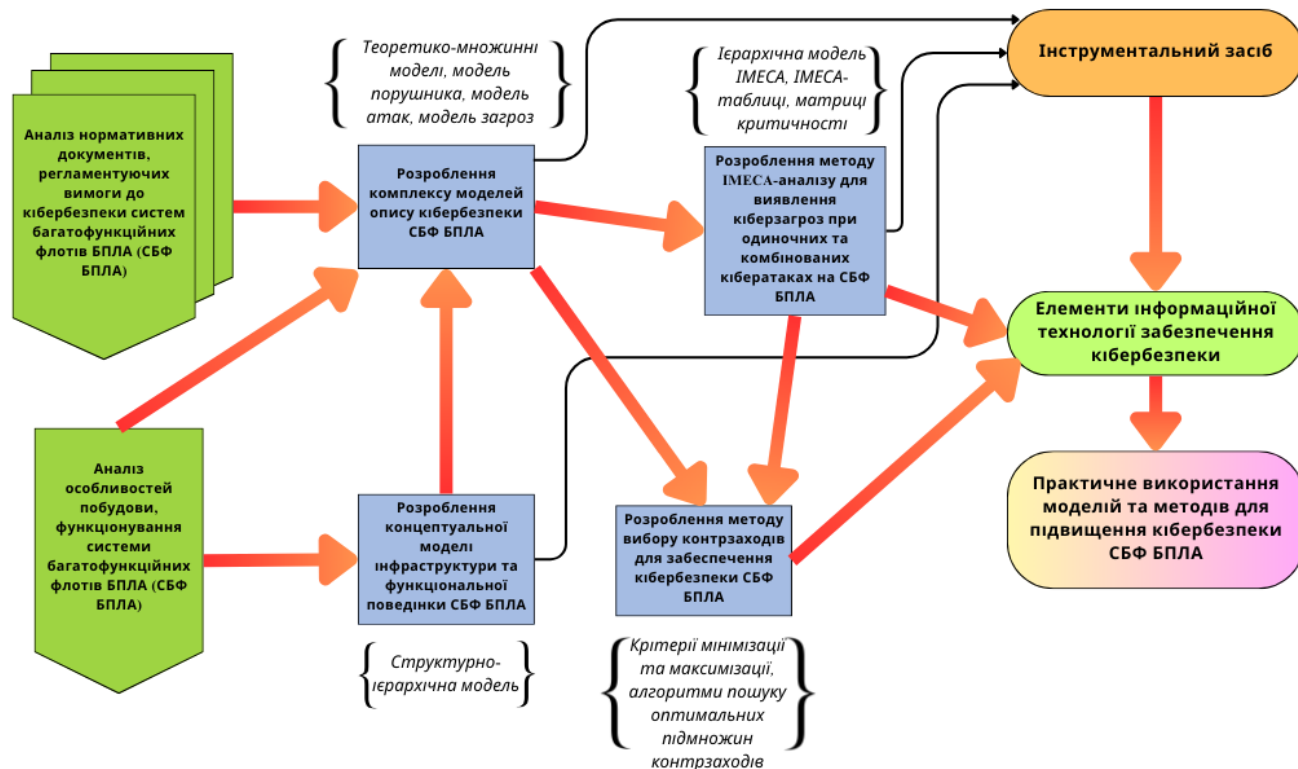 Теоретико-множинні
моделі, модель
порушника, модель
атак, модель загроз
Ієрархічна модель
IMECA, IMECA-
таблиці, матриці
критичності
Інструментальний засіб
Аналіз нормативних
документів,
регламентуючих
вимоги до
кібербезпеки систем
багатофункційних
флотів БПЛА (СБФ
БПЛА)
Розроблення
комплексу моделей
опису кібербезпеки
СБФ БПЛА
Розроблення методу
IMECA-аналізу для
виявлення
кіберзагроз при
одиночних та
комбінованих
кібератаках на СБФ
БПЛА
Елементи інформаційної
технології забезпечення
кібербезпеки
Аналіз
особливостей
побудови,
функціонування
системи
багатофункційних
флотів БПЛА (СБФ
БПЛА)
Розроблення
концептуальної
моделі
інфраструктури та
функціональної
поведінки СБФ БПЛА
Розроблення методу
вибору контрзаходів
для забеспечення
кібербезпеки СБФ
БПЛА
Практичне використання
моделій та методів для
підвищення кібербезпеки
СБФ БПЛА
Структурно-
ієрархічна модель
Крітерії мінімізації
та максимізації,
алгоритми пошуку
оптимальних
підмножин
контрзаходів